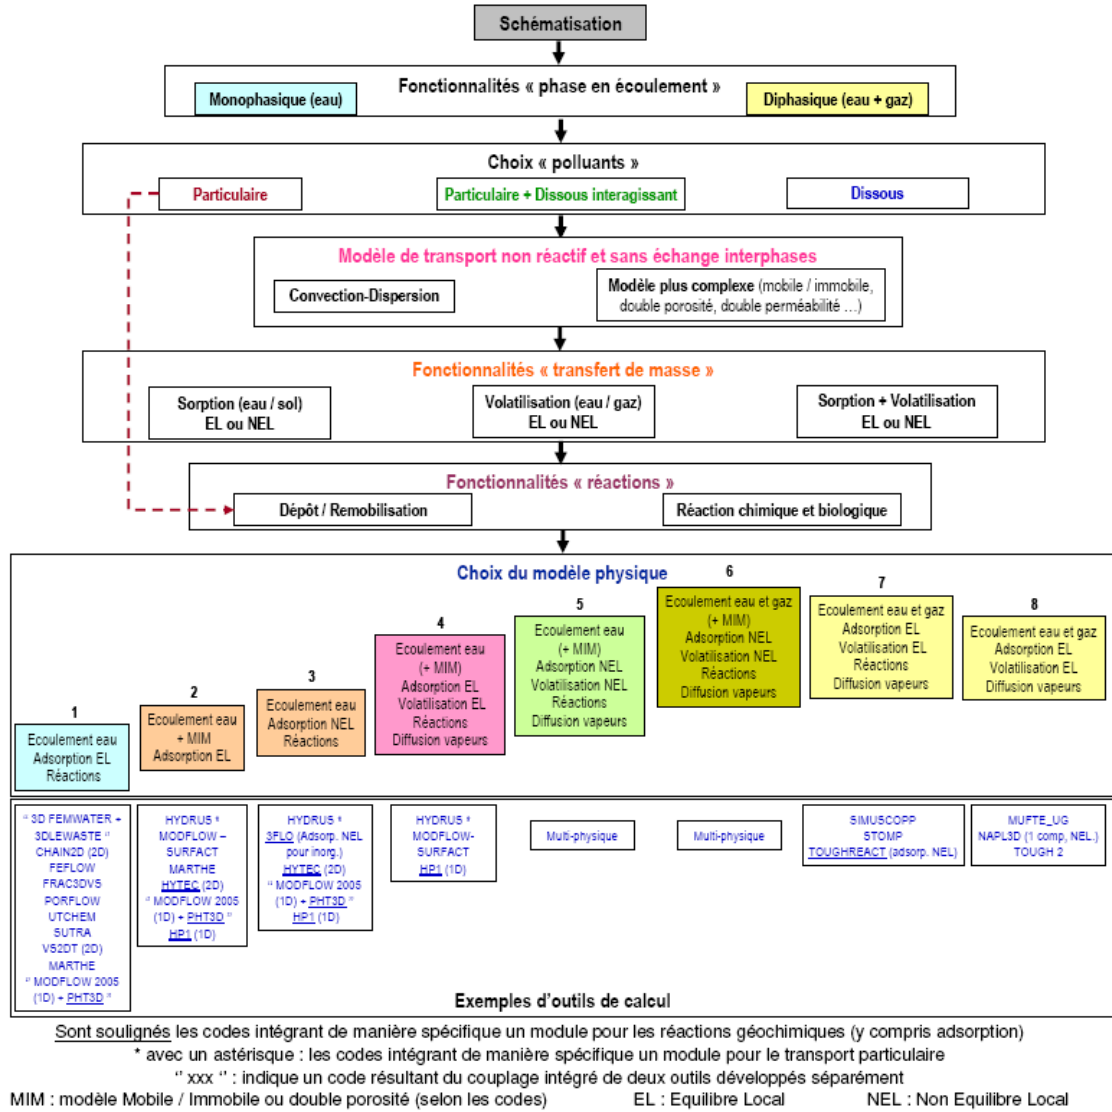 Schématisation
Fonctionnalités « phase en écoulement »
Monophasique (eau)
Diphasique (eau + gaz)
Choix « polluants »
Particulaire
Particulaire + Dissous interagissant
Dissous
Modèle de transport non réactif et sans échange interphases
Convection-Dispersion
Modèle plus complexe (mobile / immobile,
double porosité, double perméabilité ...)
Fonctionnalités « transfert de masse »
Sorption (eau / sol)
EL ou NEL
Volatilisation (eau / gaz)
EL ou NEL
Sorption + Volatilisation
EL ou NEL
Fonctionnalités « réactions »
Dépôt / Remobilisation
Réaction chimique et biologique
Choix du modèle physique
1
Ecoulement eau
Adsorption EL
Réactions
2
Ecoulement eau
+ MIM
Adsorption EL
3
Ecoulement eau
Adsorption NEL
Réactions
4
Ecoulement eau
(+ MIM)
Adsorption EL
Volatilisation EL
Réactions
Diffusion vapeurs
5
Ecoulement eau
(+ MIM)
Adsorption NEL
Volatilisation NEL
Réactions
Diffusion vapeurs
6
Ecoulement eau et gaz
(+ MIM)
Adsorption NEL
Volatilisation NEL
Réactions
Diffusion vapeurs
7
Ecoulement eau et gaz
Adsorption EL
Volatilisation EL
Réactions
Diffusion vapeurs
8
Ecoulement eau et gaz
Adsorption EL
Volatilisation EL
Diffusion vapeurs
‘’ 3D FEMWATER +
3DLEWASTE ‘’
CHAIN2D (2D)
FEFLOW
FRAC3DVS
PORFLOW
UTCHEM
SUTRA
VS2DT (2D)
MARTHE
‘’ MODFLOW 2005
(1D) + PHT3D ‘’
HYDRUS *
MODFLOW –
SURFACT
MARTHE
HYTEC (2D)
‘’ MODFLOW 2005
(1D) + PHT3D ‘’
HP1 (1D)
HYDRUS *
3FLO (Adsorp. NEL
pour inorg.)
HYTEC (2D)
‘’ MODFLOW 2005
(1D) + PHT3D ‘’
HP1 (1D)
HYDRUS *
MODFLOW-
SURFACT
HP1 (1D)
Multi-physique
Multi-physique
SIMUSCOPP
STOMP
TOUGHREACT (adsorp. NEL)
MUFTE_UG
NAPL3D (1 comp, NEL.)
TOUGH 2
Exemples d’outils de calcul
Sont soulignés les codes intégrant de manière spécifique un module pour les réactions géochimiques (y compris adsorption)
* avec un astérisque : les codes intégrant de manière spécifique un module pour le transport particulaire
‘’ xxx ‘’ : indique un code résultant du couplage intégré de deux outils développés séparément
MIM : modèle Mobile / Immobile ou double porosité (selon les codes) EL : Equilibre Local NEL : Non Equilibre Local